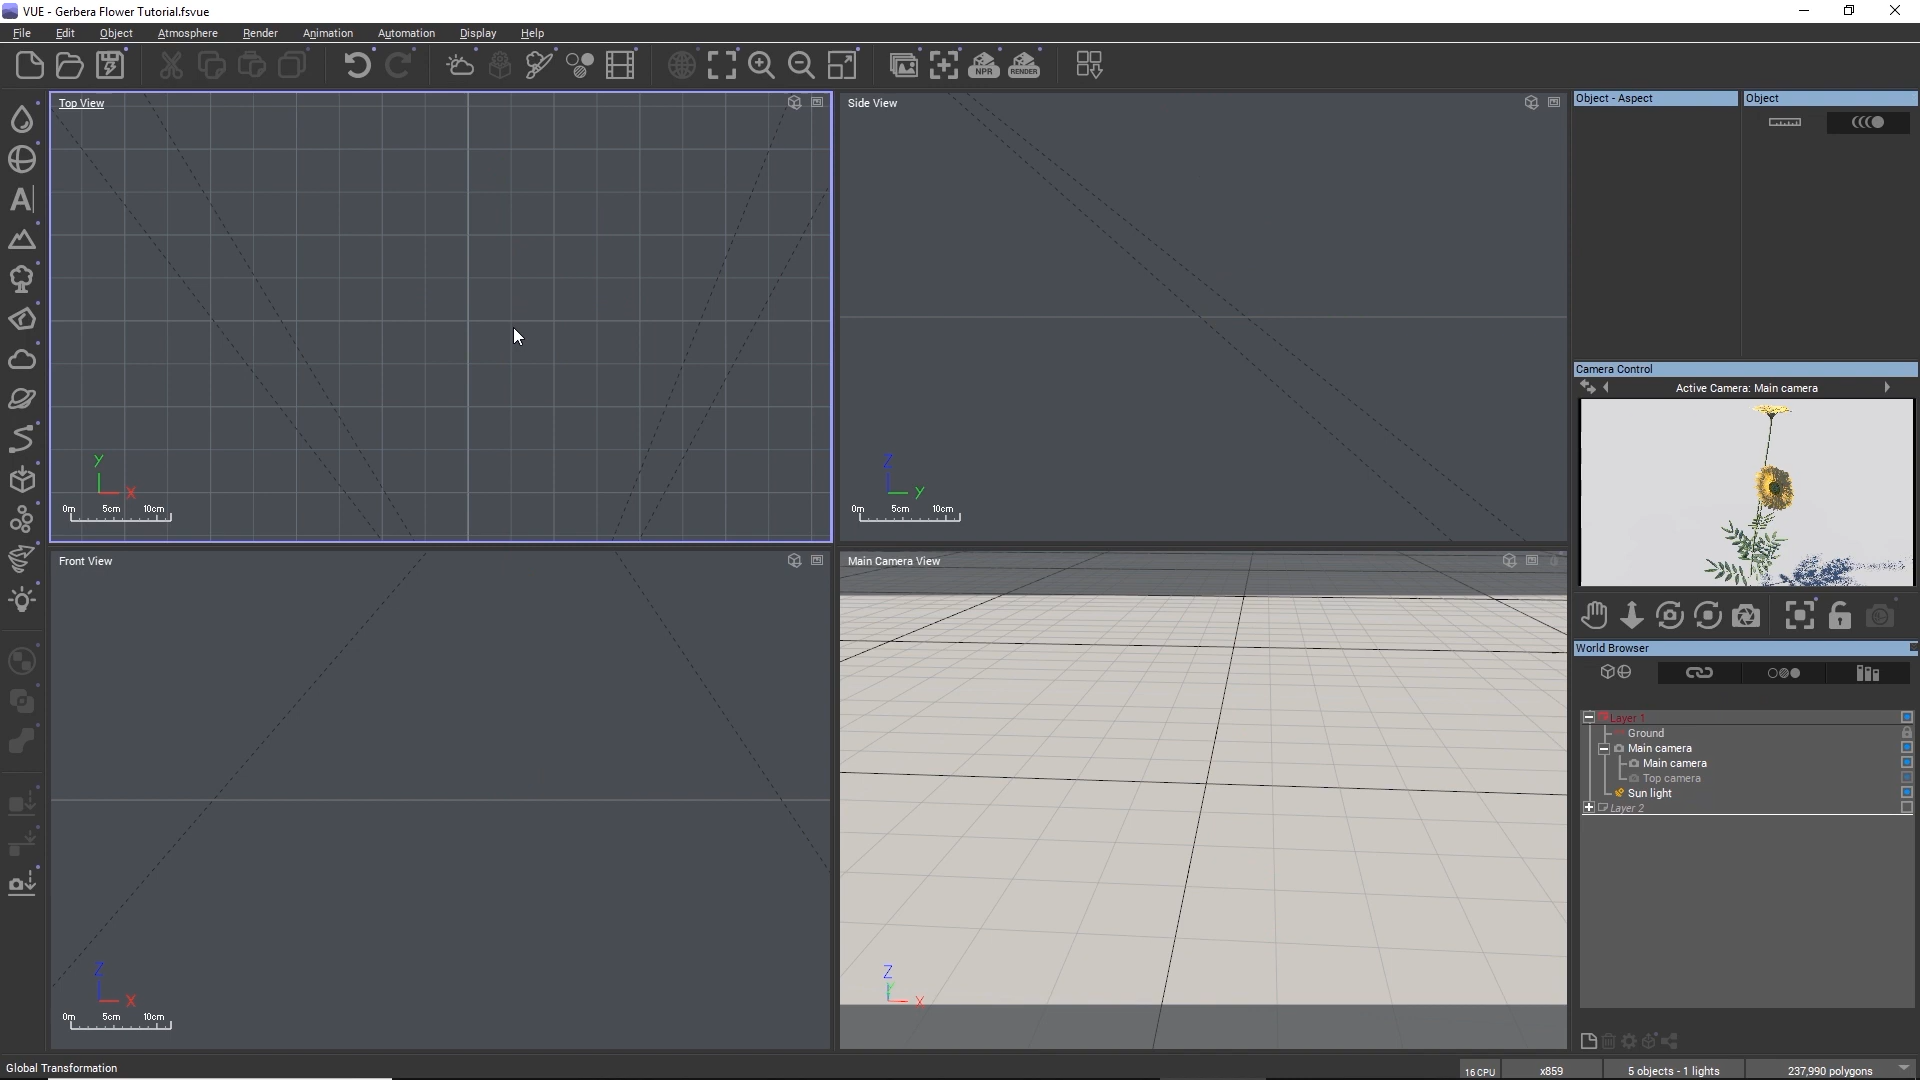 VUE - Gerbera Flower Tutorial.fsvue
File Edit Object Atmosphere Render Animation Automation Display Help
NPR RENDER
Top View
Y
X
0m 5cm 10cm
Side View
Z
Y
0m 5cm 10cm
Front View
Z
X
0m 5cm 10cm
Main Camera View
Z
X
Object - Aspect
Object
Camera Control
Active Camera: Main camera
World Browser
Layer 1
Ground
Main camera
Main camera
Top camera
Sun light
Layer 2
Global Transformation
16 CPU
x859
5 objects - 1 lights
237,990 polygons